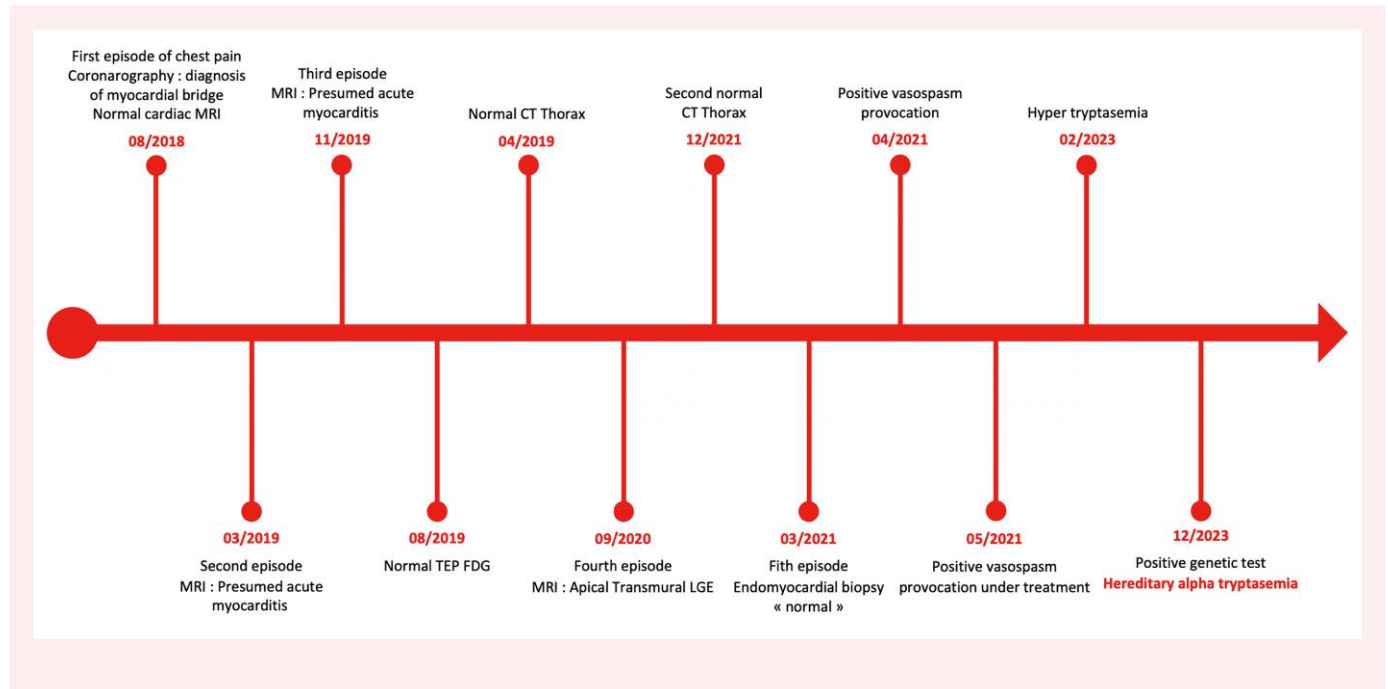 First episode of chest pain
Coronarography : diagnosis
of myocardial bridge
Normal cardiac MRI
08/2018
Third episode
MRI : Presumed acute
myocarditis
11/2019
Normal CT Thorax
04/2019
Second normal
CT Thorax
12/2021
Positive vasospasm
provocation
04/2021
Hyper tryptasemia
02/2023
03/2019
Second episode
MRI : Presumed acute
myocarditis
08/2019
Normal TEP FDG
09/2020
Fourth episode
MRI : Apical Transmural LGE
03/2021
Fith episode
Endomyocardial biopsy
« normal »
05/2021
Positive vasospasm
provocation under treatment
12/2023
Positive genetic test
Hereditary alpha tryptasemia